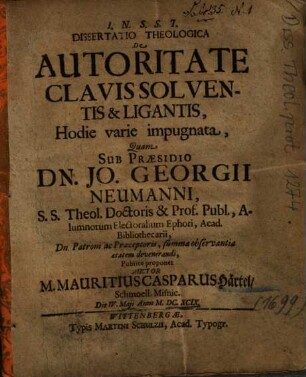 I. N. S. S. T.
DISSERTATIO THEOLOGICA
De
AUTORITATE
CLAVIS SOLVEN-
TIS & LIGANTIS,
Hodie varie impugnata,
Quam
SUB PRÆSIDIO
DN. JO. GEORGII
NEUMANNI,
S. S. Theol. Doctoris & Prof. Publ., A-
lumnorum Electoralium Ephori, Acad.
Bibliothecarii,
Dn. Patroni ac Præceptoris, summa observantia
ætatem devenerandi,
Publice proponet
AUCTOR
M. MAURITIUS CASPARUS Härtel/
Schmoell. Misnic.
Die IV. Maji Anno M. DC. XCIX.
WITTENBERGÆ,
Typis MARTINI SCHULZII, Acad. Typogr.
(1699)